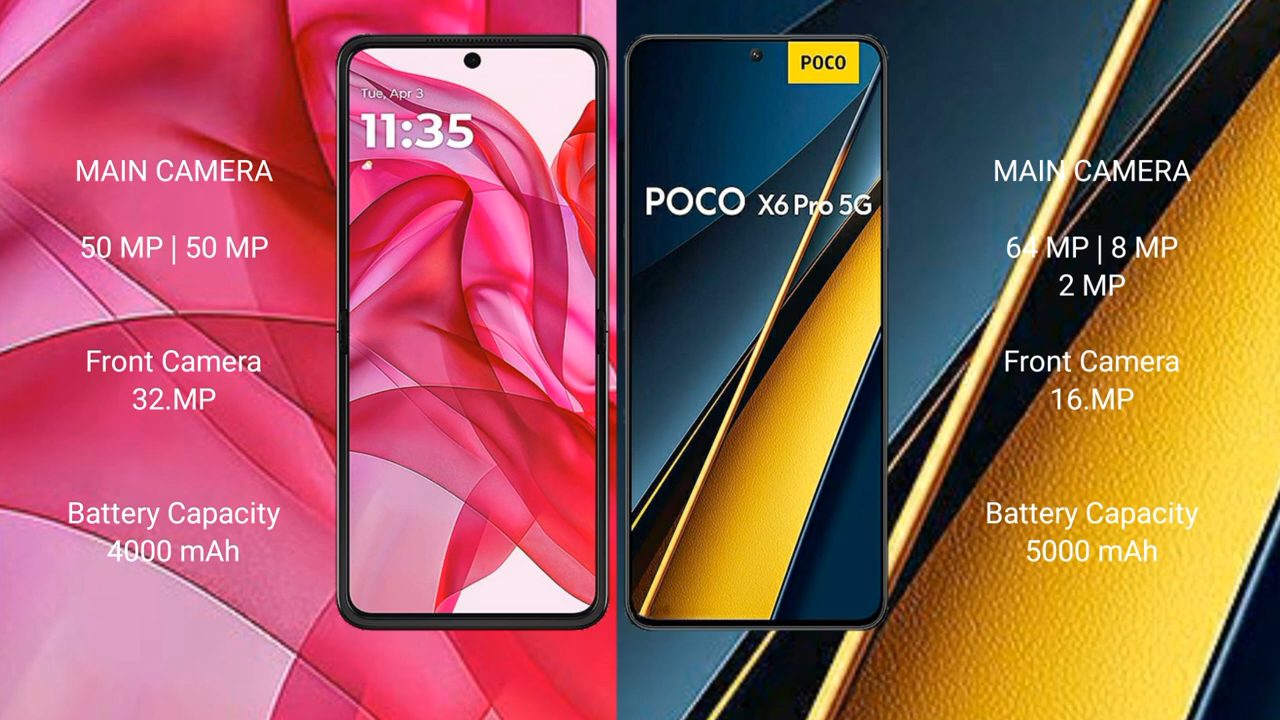 MAIN CAMERA
50 MP | 50 MP
Front Camera
32.MP
Battery Capacity
4000 mAh
Tue, Apr 3
11:35
POCO
POCO X6 Pro 5G
MAIN CAMERA
64 MP | 8 MP
2 MP
Front Camera
16.MP
Battery Capacity
5000 mAh